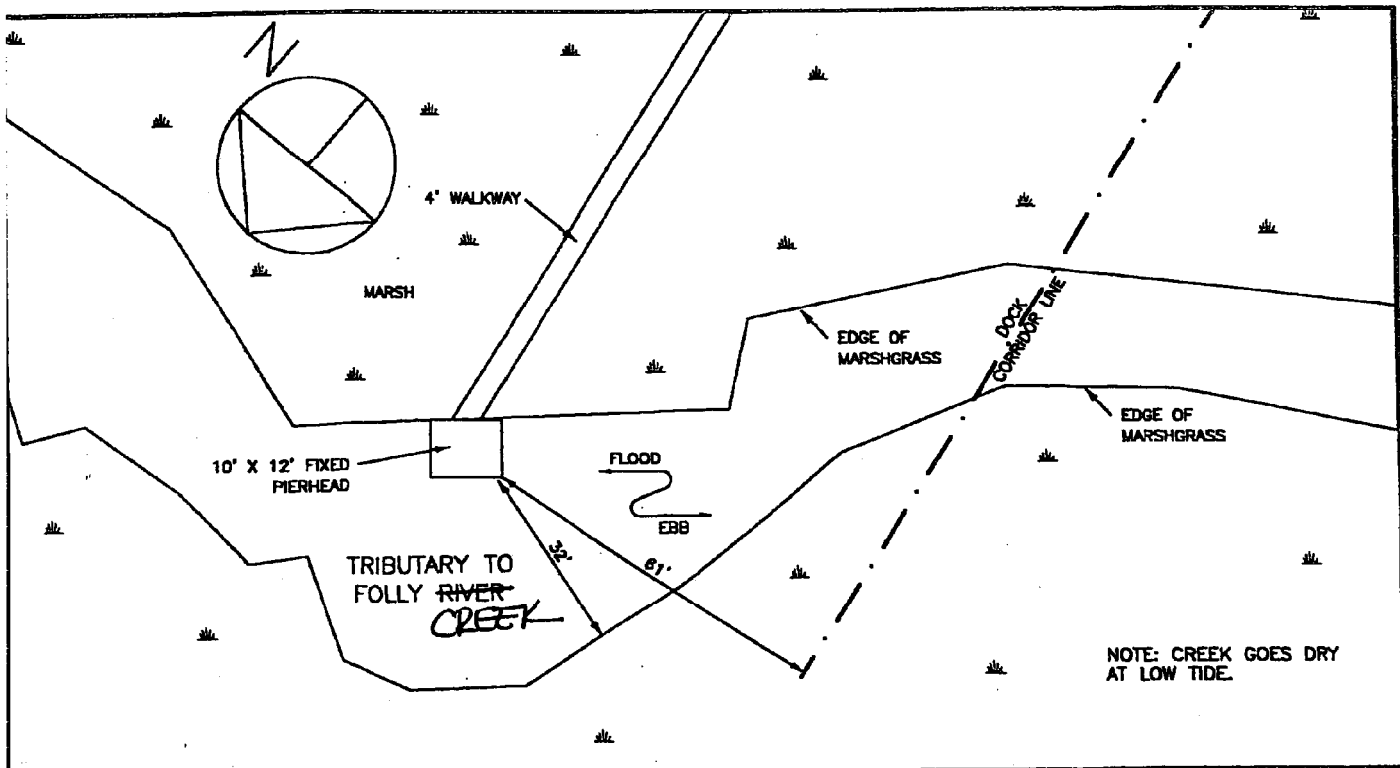 N
4' WALKWAY
MARSH
EDGE OF
MARSHGRASS
DOCK
CORRIDOR LINE
EDGE OF
MARSHGRASS
10' X 12' FIXED
PIERHEAD
FLOOD
EBB
32'
61'
TRIBUTARY TO
FOLLY RIVER
CREEK
NOTE: CREEK GOES DRY
AT LOW TIDE.